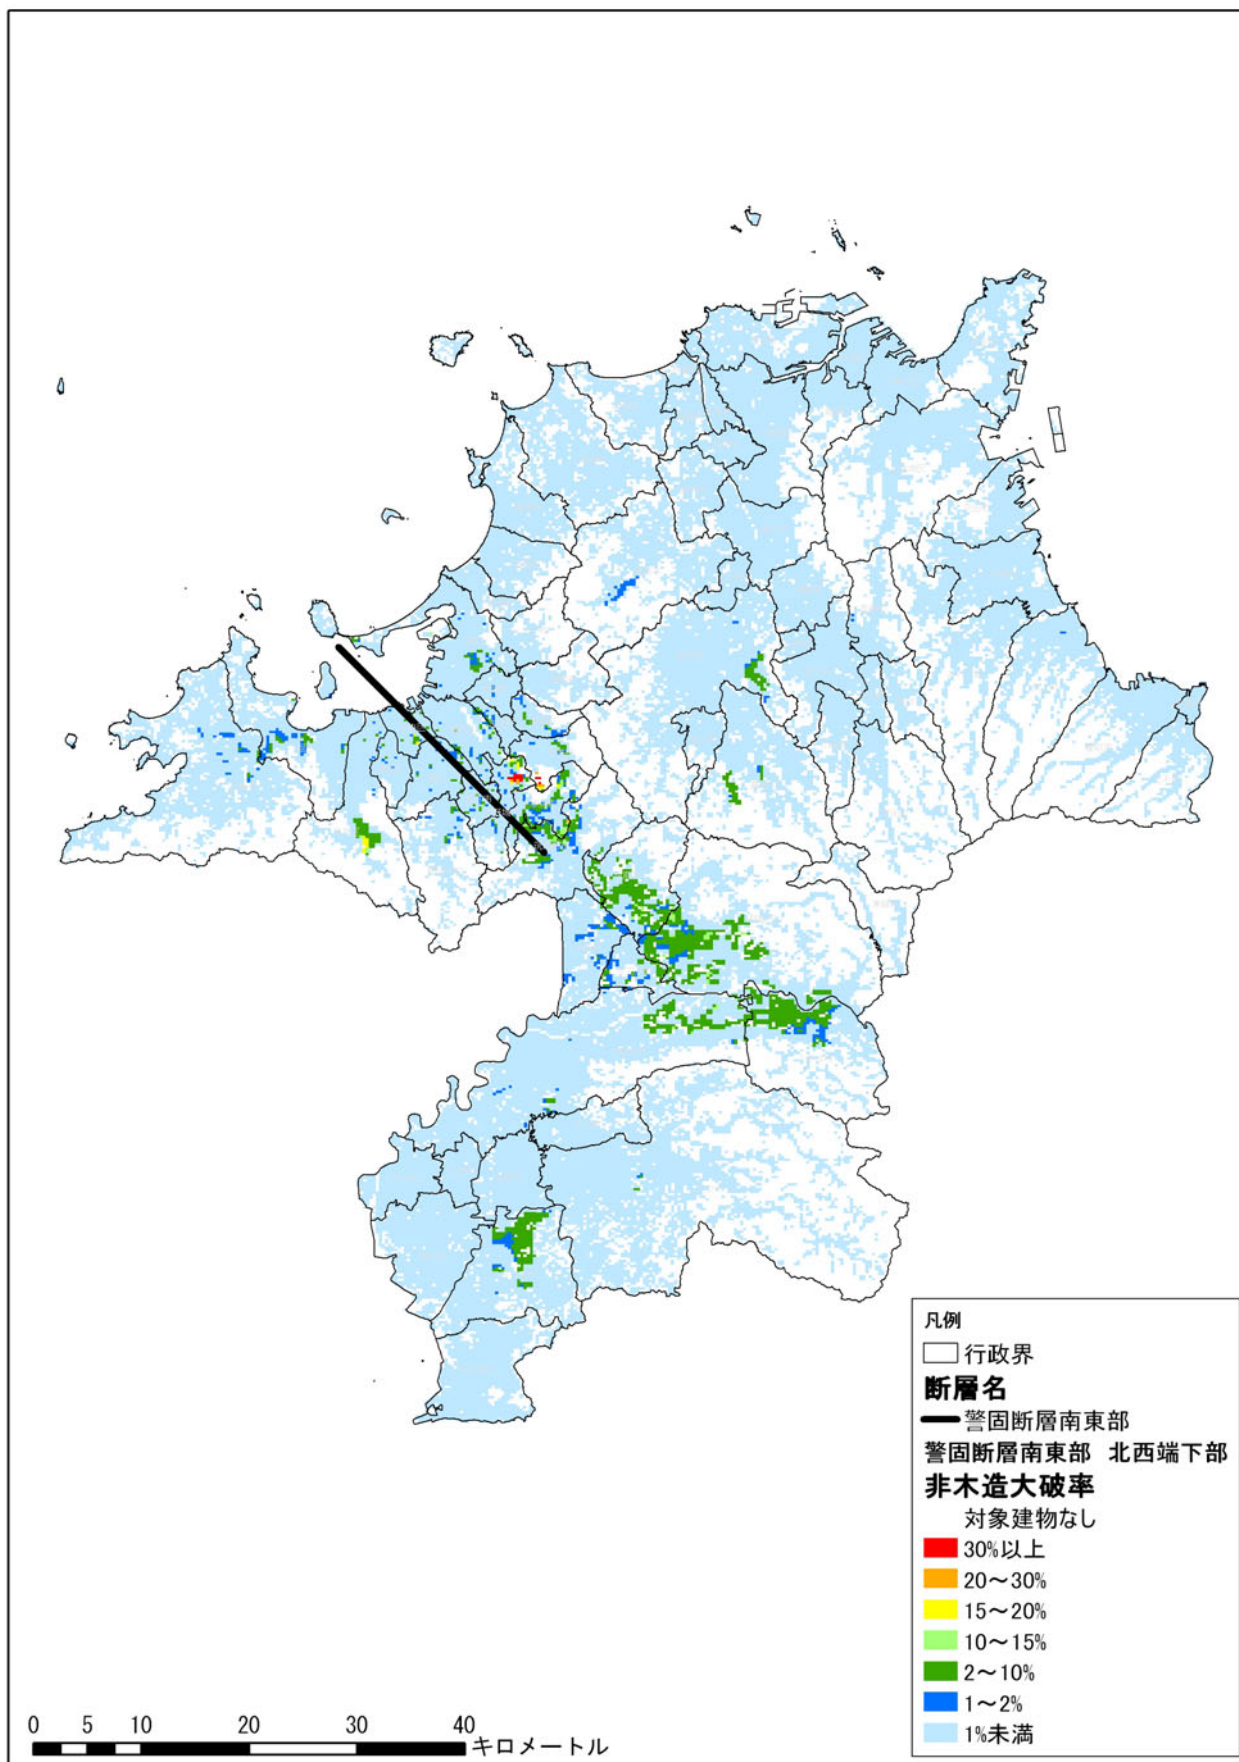 凡例
行政界
断層名
警固断層南東部
警固断層南東部 北西端下部
非木造大破率
対象建物なし
30%以上
20～30%
15～20%
10～15%
2～10%
1～2%
1%未満
0 5 10 20 30 40
キロメートル